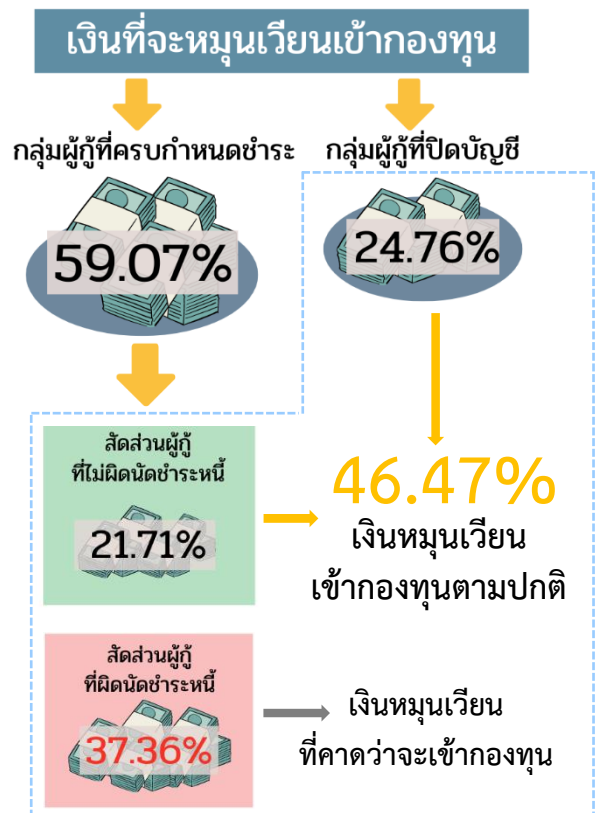 เงินที่จะหมุนเวียนเข้ากองทุน
กลุ่มผู้กู้ที่ครบกำหนดชำระ
59.07%
กลุ่มผู้กู้ที่ปิดบัญชี
24.76%
สัดส่วนผู้กู้
ที่ไม่ผิดนัดชำระหนี้
21.71%
46.47%
เงินหมุนเวียน
เข้ากองทุนตามปกติ
สัดส่วนผู้กู้
ที่ผิดนัดชำระหนี้
37.36%
เงินหมุนเวียน
ที่คาดว่าจะเข้ากองทุน